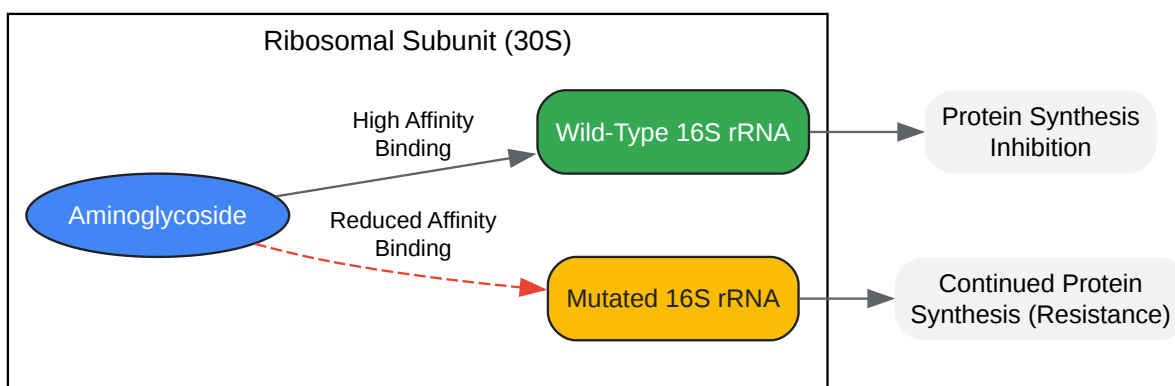 Ribosomal Subunit (30S)
High Affinity
Binding
Wild-Type 16S rRNA
Protein Synthesis
Inhibition
Aminoglycoside
Reduced Affinity
Binding
Mutated 16S rRNA
Continued Protein
Synthesis (Resistance)